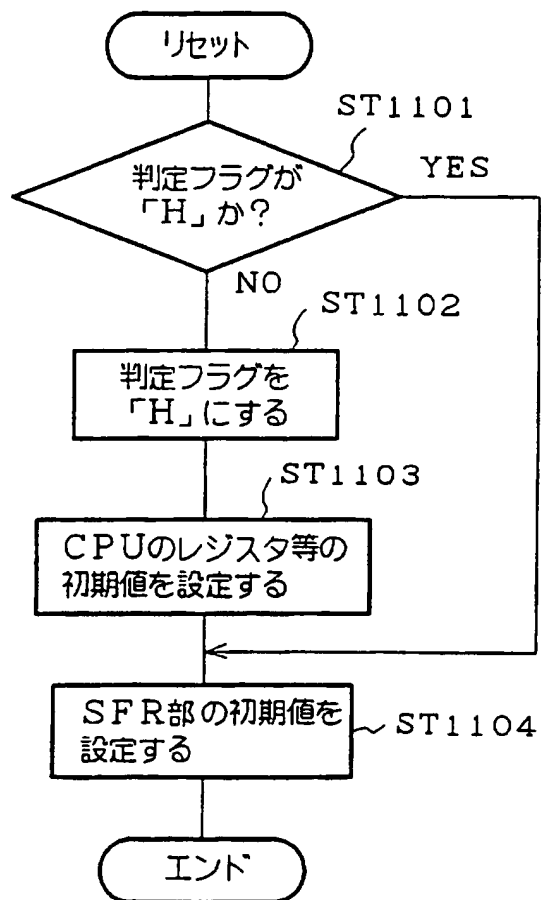 リセット
ST1101
判定フラグが
「H」か?
YES
NO
ST1102
判定フラグを
「H」にする
ST1103
CPUのレジスタ等の
初期値を設定する
SFR部の初期値を
設定する
ST1104
エンド